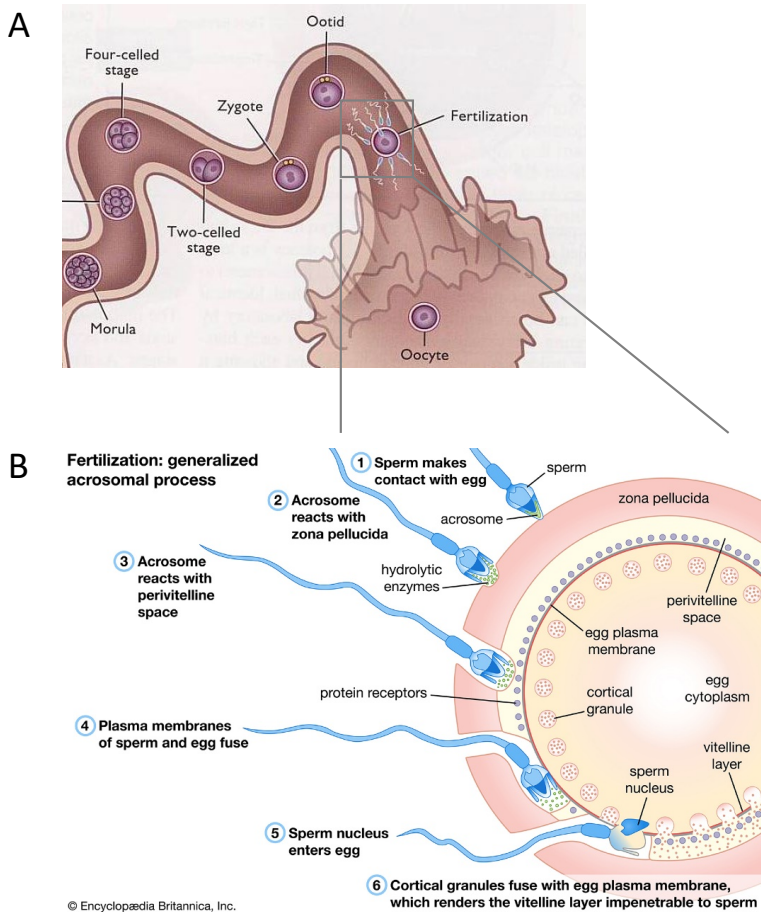 A
Ootid
Four-celled
stage
Zygote
Fertilization
Two-celled
stage
Morula
Oocyte
B
Fertilization: generalized
acrosomal process
1 Sperm makes
contact with egg
sperm
2 Acrosome
reacts with
zona pellucida
acrosome
zona pellucida
3 Acrosome
reacts with
perivitelline
space
hydrolytic
enzymes
perivitelline
space
egg plasma
membrane
protein receptors
cortical
granule
egg
cytoplasm
4 Plasma membranes
of sperm and egg fuse
vitelline
layer
sperm
nucleus
5 Sperm nucleus
enters egg
6 Cortical granules fuse with egg plasma membrane,
which renders the vitelline layer impenetrable to sperm
© Encyclopædia Britannica, Inc.